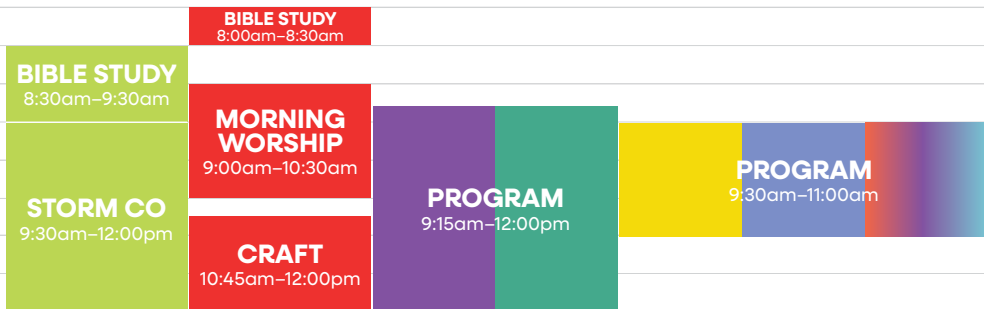 BIBLE STUDY
8:30am–9:30am
STORM CO
9:30am–12:00pm
BIBLE STUDY
8:00am–8:30am
MORNING
WORSHIP
9:00am–10:30am
CRAFT
10:45am–12:00pm
PROGRAM
9:15am–12:00pm
PROGRAM
9:30am–11:00am